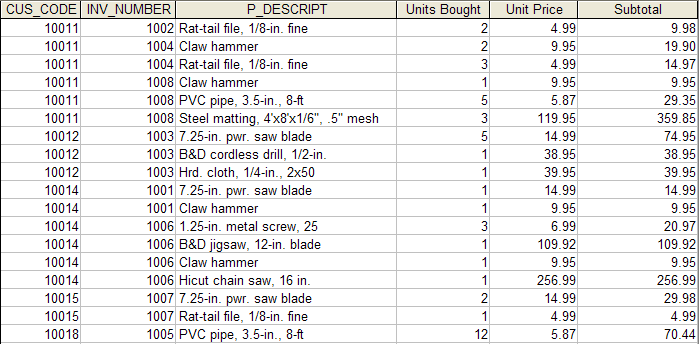 CUS_CODE INV_NUMBER P_DESCRIPT Units Bought Unit Price Subtotal
10011 1002 Rat-tail file, 1/8-in. fine 2 4.99 9.98
10011 1004 Claw hammer 2 9.95 19.90
10011 1004 Rat-tail file, 1/8-in. fine 3 4.99 14.97
10011 1008 Claw hammer 1 9.95 9.95
10011 1008 PVC pipe, 3.5-in., 8-ft 5 5.87 29.35
10011 1008 Steel matting, 4'x8'x1/6", .5" mesh 3 119.95 359.85
10012 1003 7.25-in. pwr. saw blade 5 14.99 74.95
10012 1003 B&D cordless drill, 1/2-in. 1 38.95 38.95
10012 1003 Hrd. cloth, 1/4-in., 2x50 1 39.95 39.95
10014 1001 7.25-in. pwr. saw blade 1 14.99 14.99
10014 1001 Claw hammer 1 9.95 9.95
10014 1006 1.25-in. metal screw, 25 3 6.99 20.97
10014 1006 B&D jigsaw, 12-in. blade 1 109.92 109.92
10014 1006 Claw hammer 1 9.95 9.95
10014 1006 Hicut chain saw, 16 in. 1 256.99 256.99
10015 1007 7.25-in. pwr. saw blade 2 14.99 29.98
10015 1007 Rat-tail file, 1/8-in. fine 1 4.99 4.99
10018 1005 PVC pipe, 3.5-in., 8-ft 12 5.87 70.44